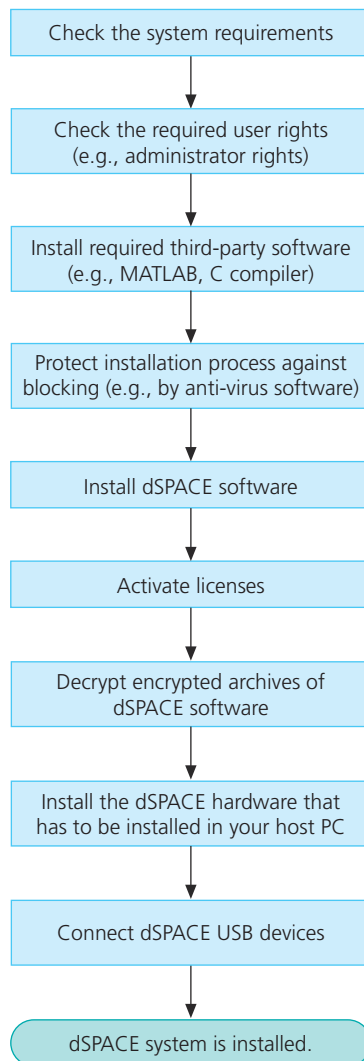 Check the system requirements
Check the required user rights
(e.g., administrator rights)
Install required third-party software
(e.g., MATLAB, C compiler)
Protect installation process against
blocking (e.g., by anti-virus software)
Install dSPACE software
Activate licenses
Decrypt encrypted archives of
dSPACE software
Install the dSPACE hardware that
has to be installed in your host PC
Connect dSPACE USB devices
dSPACE system is installed.